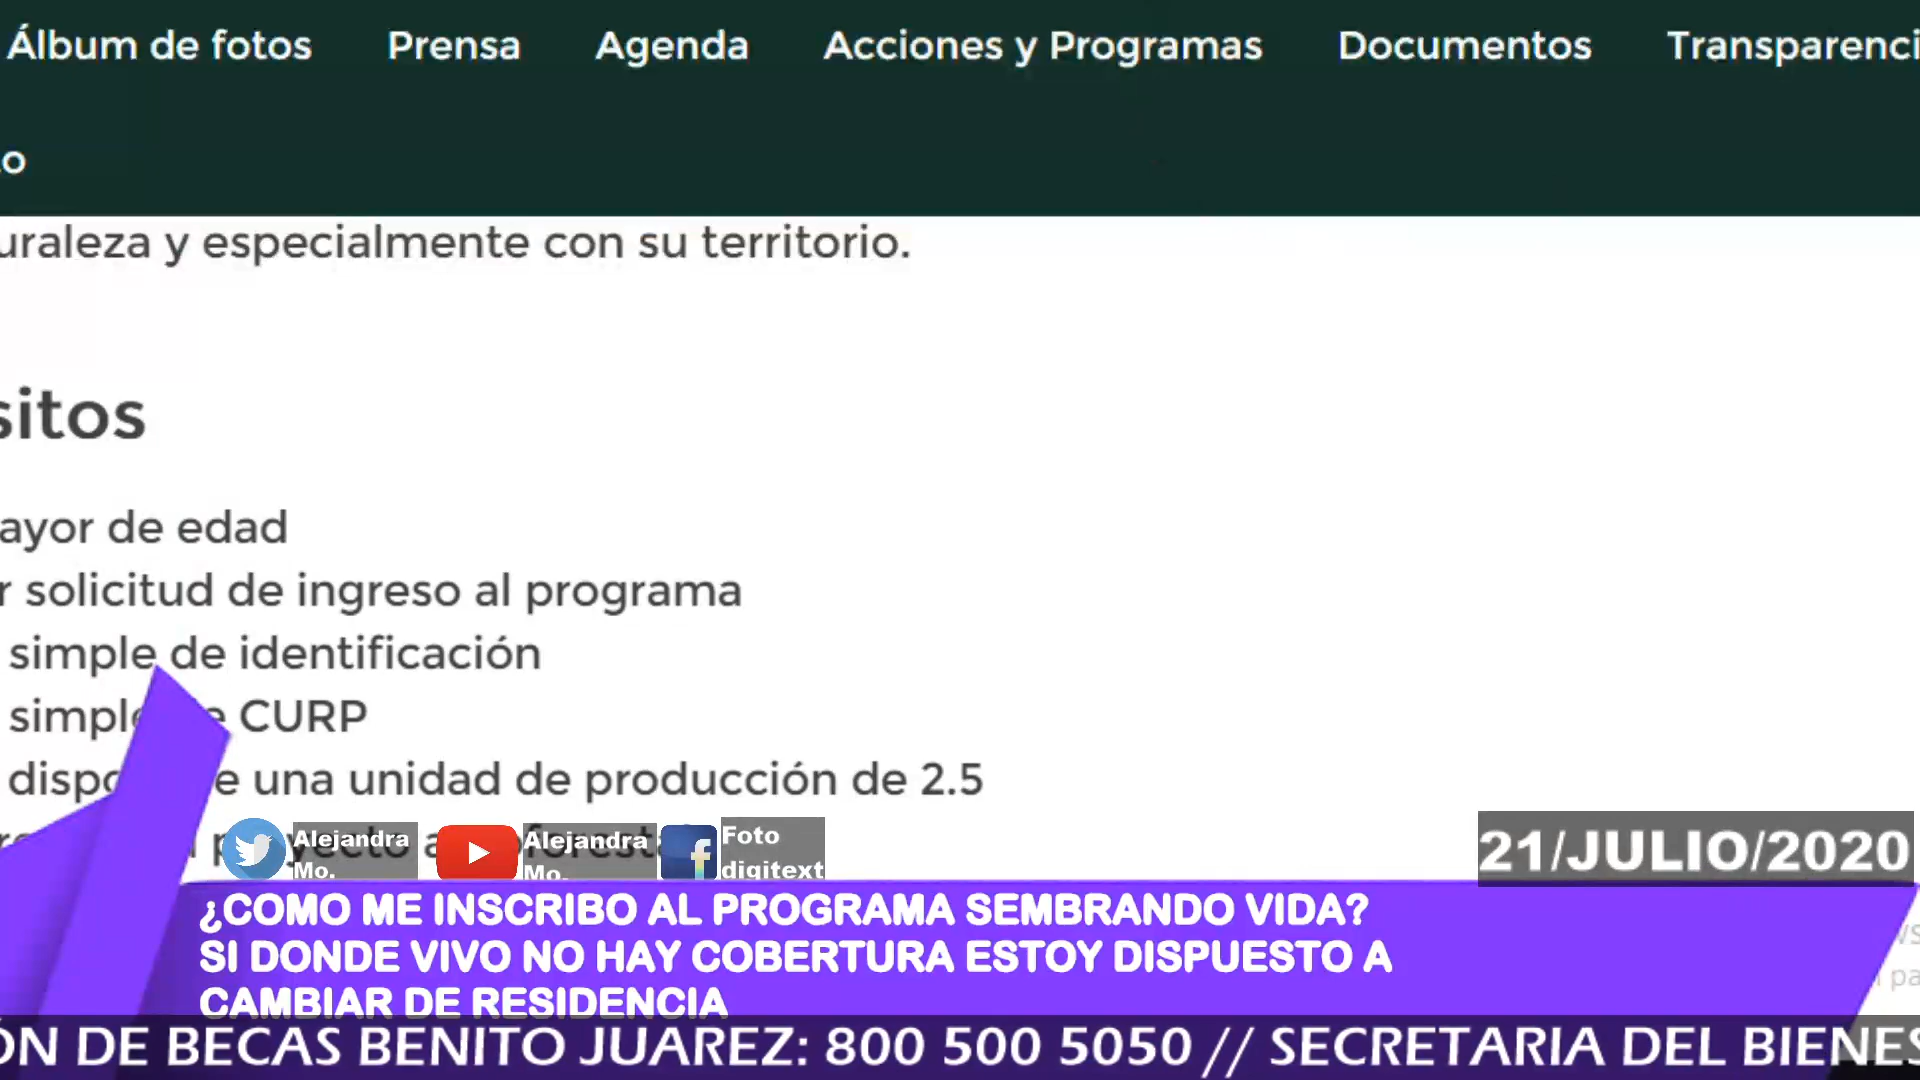 Álbum de fotos Prensa Agenda Acciones y Programas Documentos Transparenci
uraleza y especialmente con su territorio.
sitos
ayor de edad
r solicitud de ingreso al programa
simple de identificación
simple CURP
una unidad de producción de 2.5
Alejandra Mo.
Alejandra Mo.
Foto digitext
21/JULIO/2020
¿COMO ME INSCRIBO AL PROGRAMA SEMBRANDO VIDA?
SI DONDE VIVO NO HAY COBERTURA ESTOY DISPUESTO A
CAMBIAR DE RESIDENCIA
ÓN DE BECAS BENITO JUAREZ: 800 500 5050 // SECRETARIA DEL BIENES